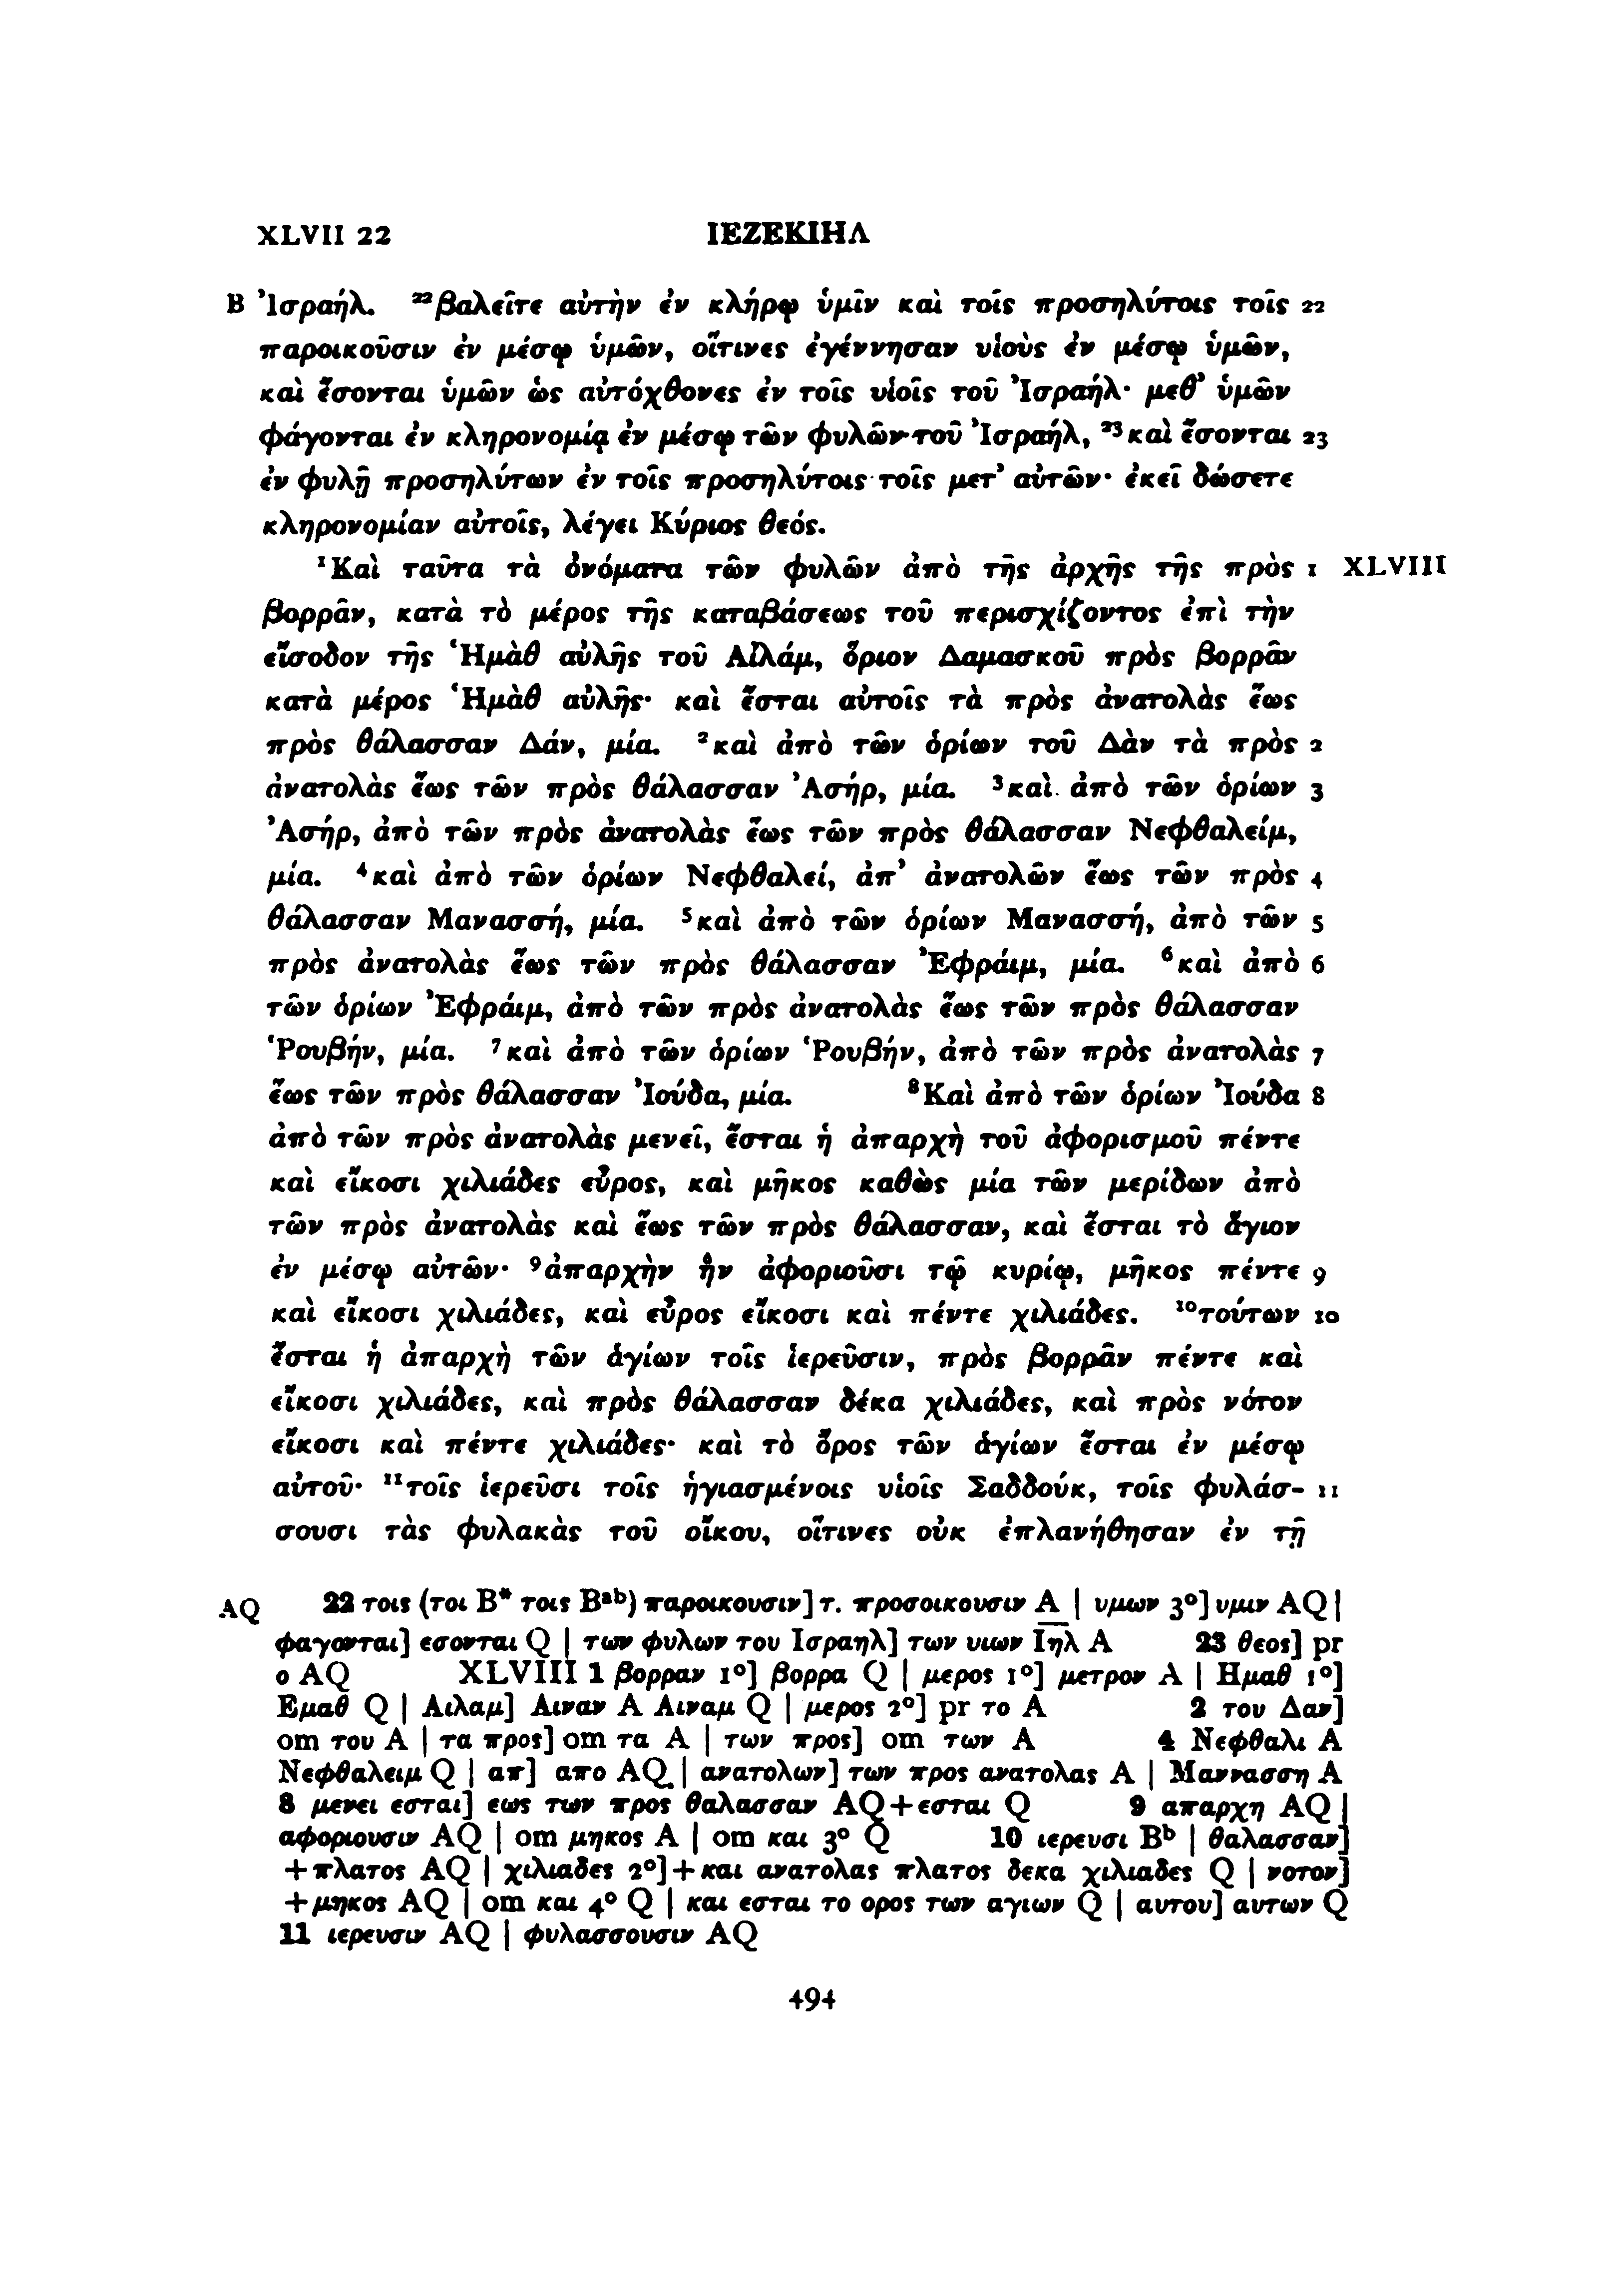 XLVII 22 ΙΕΖΕΚΙΗΛ
B Ἰσραήλ. ²²βαλεῖτε αὐτὴν ἐν κλήρῳ ὑμῖν καὶ τοῖς προσηλύτοις τοῖς 22
παροικοῦσιν ἐν μέσῳ ὑμῶν, οἵτινες ἐγέννησαν υἱοὺς ἐν μέσῳ ὑμῶν,
καὶ ἔσονται ὑμῶν ὡς αὐτόχθονες ἐν τοῖς υἱοῖς τοῦ Ἰσραήλ· μεθ’ ὑμῶν
φάγονται ἐν κληρονομίᾳ ἐν μέσῳ τῶν φυλῶν τοῦ Ἰσραήλ, ²³καὶ ἔσονται 23
ἐν φυλῇ προσηλύτων ἐν τοῖς προσηλύτοις τοῖς μετ’ αὐτῶν· ἐκεῖ δώσετε
κληρονομίαν αὐτοῖς, λέγει Κύριος θεός.
¹Καὶ ταῦτα τὰ ὀνόματα τῶν φυλῶν ἀπὸ τῆς ἀρχῆς τῆς πρὸς 1 XLVIII
βορρᾶν, κατὰ τὸ μέρος τῆς καταβάσεως τοῦ περισχίζοντος ἐπὶ τὴν
εἴσοδον τῆς Ἡμὰθ αὐλῆς τοῦ Αἰλάμ, ὅριον Δαμασκοῦ πρὸς βορρᾶν
κατὰ μέρος Ἡμὰθ αὐλῆς· καὶ ἔσται αὐτοῖς τὰ πρὸς ἀνατολὰς ἕως
πρὸς θάλασσαν Δάν, μία. ²καὶ ἀπὸ τῶν ὁρίων τοῦ Δὰν τὰ πρὸς 2
ἀνατολὰς ἕως τῶν πρὸς θάλασσαν Ἀσήρ, μία. ³καὶ ἀπὸ τῶν ὁρίων 3
Ἀσήρ, ἀπὸ τῶν πρὸς ἀνατολὰς ἕως τῶν πρὸς θάλασσαν Νεφθαλείμ,
μία. ⁴καὶ ἀπὸ τῶν ὁρίων Νεφθαλεί, ἀπ’ ἀνατολῶν ἕως τῶν πρὸς 4
θάλασσαν Μανασσή, μία. ⁵καὶ ἀπὸ τῶν ὁρίων Μανασσή, ἀπὸ τῶν 5
πρὸς ἀνατολὰς ἕως τῶν πρὸς θάλασσαν Ἐφράιμ, μία. ⁶καὶ ἀπὸ 6
τῶν ὁρίων Ἐφράιμ, ἀπὸ τῶν πρὸς ἀνατολὰς ἕως τῶν πρὸς θάλασσαν
Ῥουβήν, μία. ⁷καὶ ἀπὸ τῶν ὁρίων Ῥουβήν, ἀπὸ τῶν πρὸς ἀνατολὰς 7
ἕως τῶν πρὸς θάλασσαν Ἰούδα, μία. ⁸Καὶ ἀπὸ τῶν ὁρίων Ἰούδα 8
ἀπὸ τῶν πρὸς ἀνατολὰς μενεῖ, ἔσται ἡ ἀπαρχὴ τοῦ ἀφορισμοῦ πέντε
καὶ εἴκοσι χιλιάδες εὖρος, καὶ μῆκος καθὼς μία τῶν μερίδων ἀπὸ
τῶν πρὸς ἀνατολὰς καὶ ἕως τῶν πρὸς θάλασσαν, καὶ ἔσται τὸ ἅγιον
ἐν μέσῳ αὐτῶν· ⁹ἀπαρχὴν ἣν ἀφοριοῦσι τῷ κυρίῳ, μῆκος πέντε 9
καὶ εἴκοσι χιλιάδες, καὶ εὖρος εἴκοσι καὶ πέντε χιλιάδες. ¹⁰τούτων 10
ἔσται ἡ ἀπαρχὴ τῶν ἁγίων τοῖς ἱερεῦσιν, πρὸς βορρᾶν πέντε καὶ
εἴκοσι χιλιάδες, καὶ πρὸς θάλασσαν δέκα χιλιάδες, καὶ πρὸς νότον
εἴκοσι καὶ πέντε χιλιάδες· καὶ τὸ ὄρος τῶν ἁγίων ἔσται ἐν μέσῳ
αὐτοῦ· ¹¹τοῖς ἱερεῦσι τοῖς ἡγιασμένοις υἱοῖς Σαδδούκ, τοῖς φυλάσ- 11
σουσι τὰς φυλακὰς τοῦ οἴκου, οἵτινες οὐκ ἐπλανήθησαν ἐν τῇ
AQ 22 τοις (τοι B* τοις Bᵃᵇ) παροικουσιν] τ. προσοικουσιν A | υμων 3°] υμιν AQ |
φαγονται] εσονται Q | των φυλων του Ισραηλ] των υιων Ι̅η̅λ̅ A 23 θεος] pr
ο AQ XLVIII 1 βορραν 1°] βορρα Q | μερος 1°] μετρον A | Ημαθ 1°]
Εμαθ Q | Αιλαμ] Αιναν A Αιναμ Q | μερος 2°] pr το A 2 του Δαν]
om του A | τα προς] om τα A | των προς] om των A 4 Νεφθαλι A
Νεφθαλειμ Q | απ] απο AQ | ανατολων] των προς ανατολας A | Μαννασση A
8 μενει εσται] εως των προς θαλασσαν AQ+εσται Q 9 απαρχη AQ |
αφοριουσιν AQ | om μηκος A | om και 3° Q 10 ιερευσι Bᵇ | θαλασσαν]
+πλατος AQ | χιλιαδες 2°]+και ανατολας πλατος δεκα χιλιαδες Q | νοτον]
+μηκος AQ | om και 4° Q | και εσται το ορος των αγιων Q | αυτου] αυτων Q
11 ιερευσιν AQ | φυλασσουσιν AQ
494